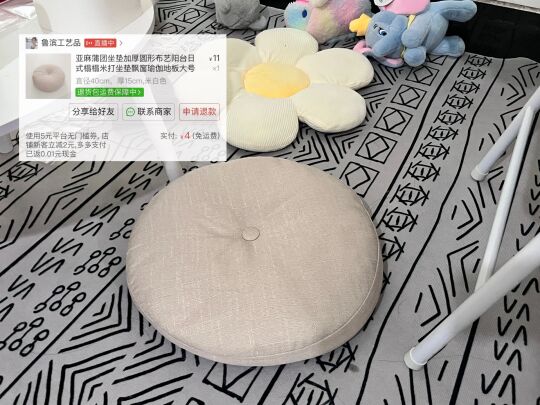 鲁滨工艺品 直播中 >
亚麻蒲团坐垫加厚圆形布艺阳台日 ¥11
式榻榻米打坐垫飘窗瑜伽地板大号 ×1
直径40cm，厚15cm,米白色
退货包运费保障中>
分享给好友 联系商家 申请退款
使用5元平台无门槛券, 店 实付: ¥4 (免运费)
铺新客立减2元,多多支付
已返0.01元现金